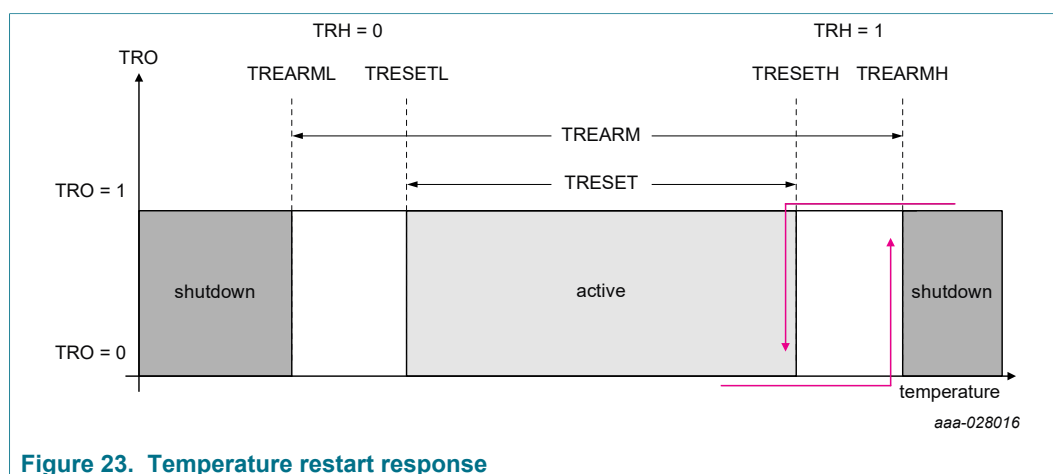 TRH = 0 TRH = 1
TRO
TREARML TRESETL TRESETH TREARMH
TREARM
TRESET
TRO = 1
shutdown active shutdown
TRO = 0
temperature
aaa-028016
Figure 23. Temperature restart response